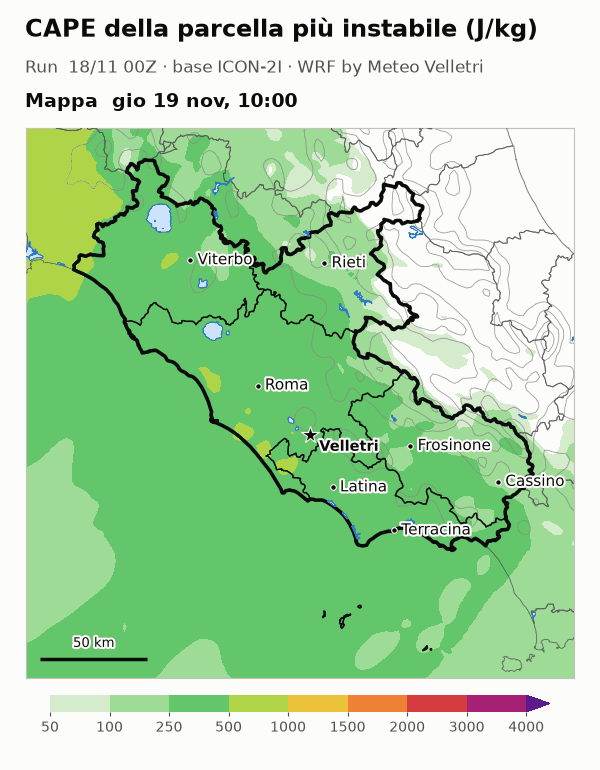 CAPE della parcella più instabile (J/kg)
Run  18/11 00Z · base ICON-2I · WRF by Meteo Velletri
Mappa  gio 19 nov, 10:00
Viterbo
Rieti
Roma
Velletri
Frosinone
Cassino
Latina
Terracina
50 km
50 100 250 500 1000 1500 2000 3000 4000